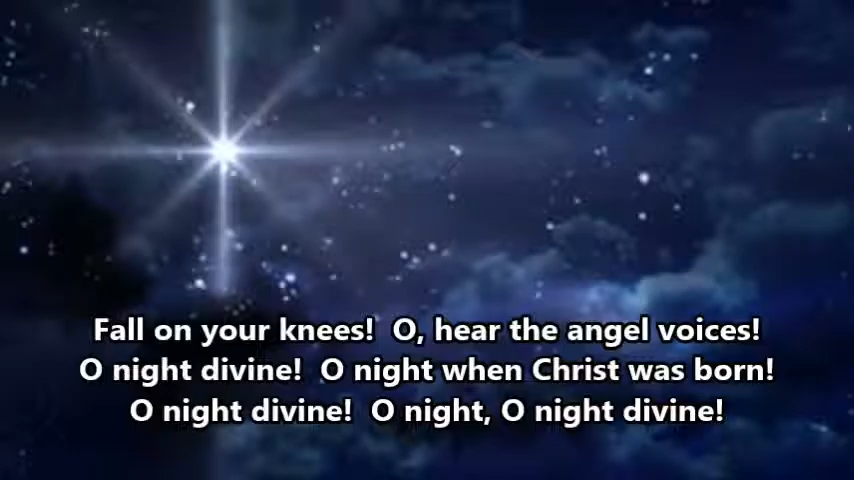 Fall on your knees!  O, hear the angel voices!
O night divine!  O night when Christ was born!
O night divine!  O night, O night divine!